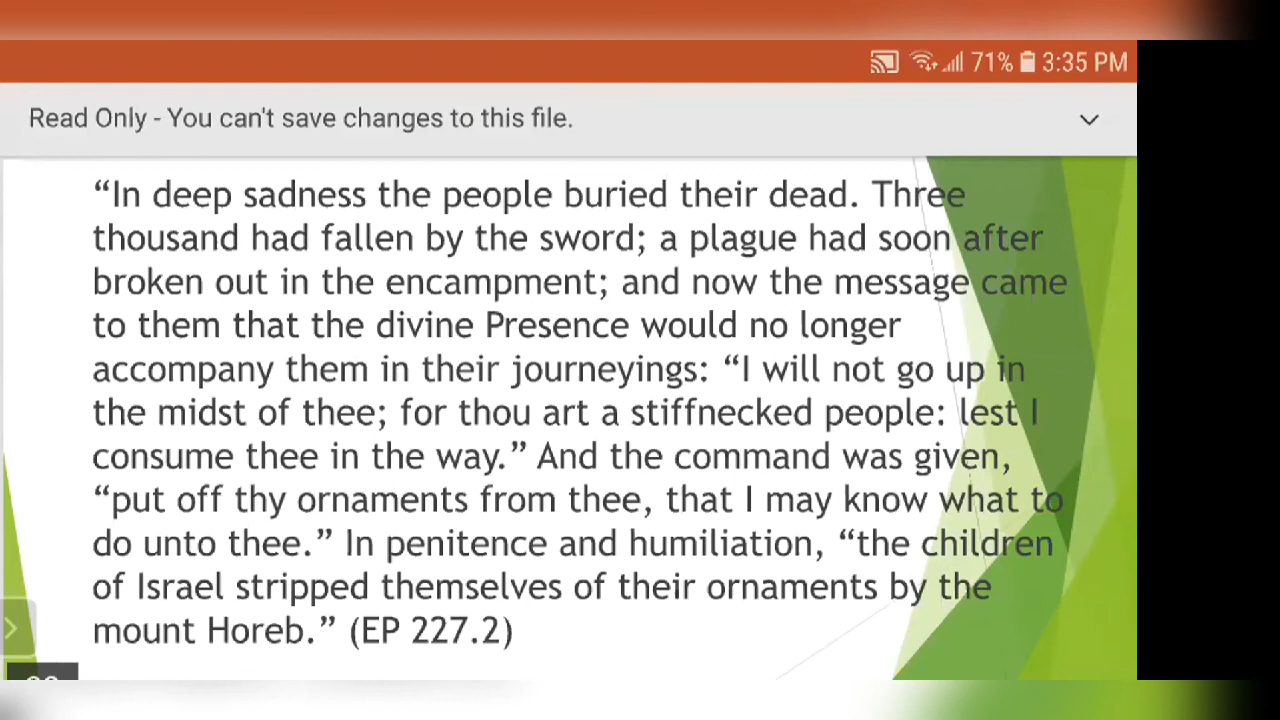 71% 3:35 PM
Read Only - You can't save changes to this file.
“In deep sadness the people buried their dead. Three
thousand had fallen by the sword; a plague had soon after
broken out in the encampment; and now the message came
to them that the divine Presence would no longer
accompany them in their journeyings: “I will not go up in
the midst of thee; for thou art a stiffnecked people: lest I
consume thee in the way.” And the command was given,
“put off thy ornaments from thee, that I may know what to
do unto thee.” In penitence and humiliation, “the children
of Israel stripped themselves of their ornaments by the
mount Horeb.” (EP 227.2)